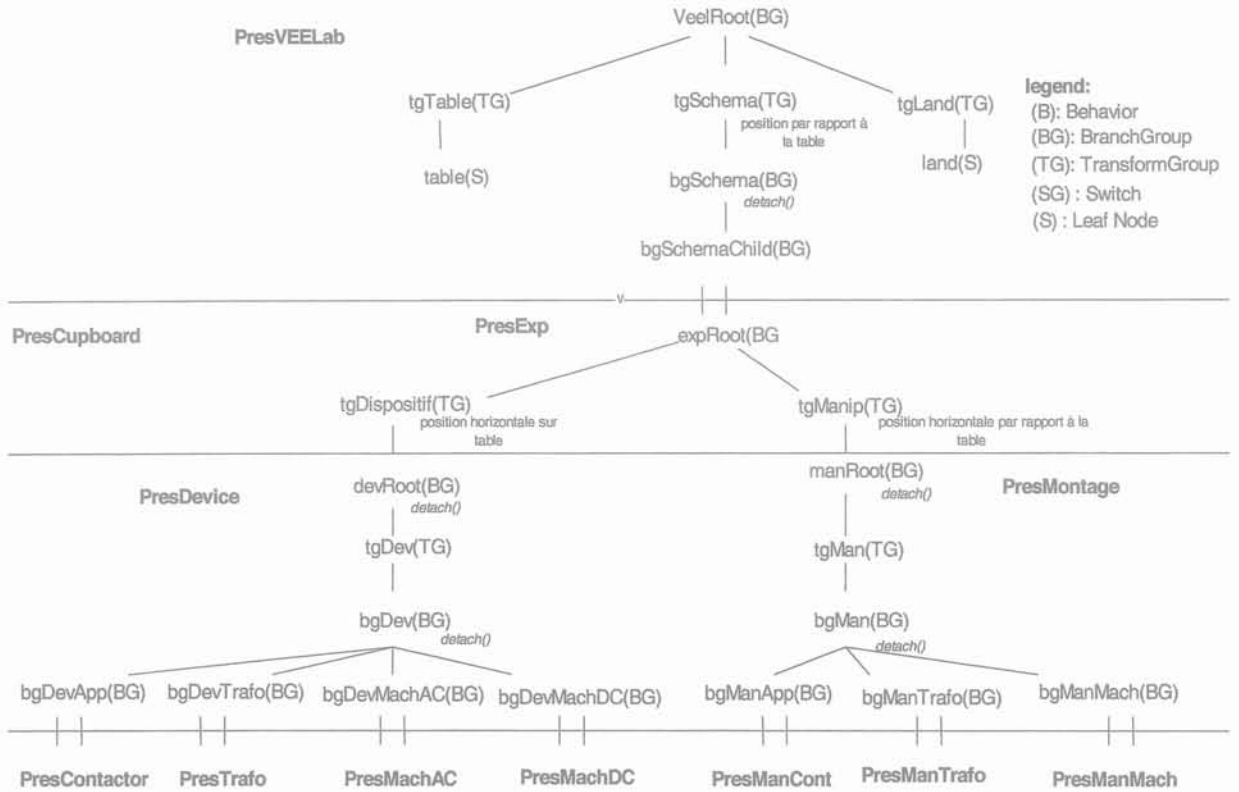 VeelRoot(BG)
PresVEELab
legend:
tgTable(TG)
tgSchema(TG)
tgLand(TG)
(B): Behavior
position par rapport à
la table
(BG): BranchGroup
land(S)
(TG): TransformGroup
table(S)
bgSchema(BG)
(SG) : Switch
detach()
(S) : Leaf Node
bgSchemaChild(BG)
v
PresCupboard
PresExp
expRoot(BG
tgDispositif(TG)
position horizontale sur
table
tgManip(TG)
position horizontale par rapport à la
table
PresDevice
devRoot(BG)
detach()
manRoot(BG)
detach()
PresMontage
tgDev(TG)
tgMan(TG)
bgDev(BG)
detach()
bgMan(BG)
detach()
bgDevApp(BG)
bgDevTrafo(BG)
bgDevMachAC(BG)
bgDevMachDC(BG)
bgManApp(BG)
bgManTrafo(BG)
bgManMach(BG)
PresContactor
PresTrafo
PresMachAC
PresMachDC
PresManCont
PresManTrafo
PresManMach